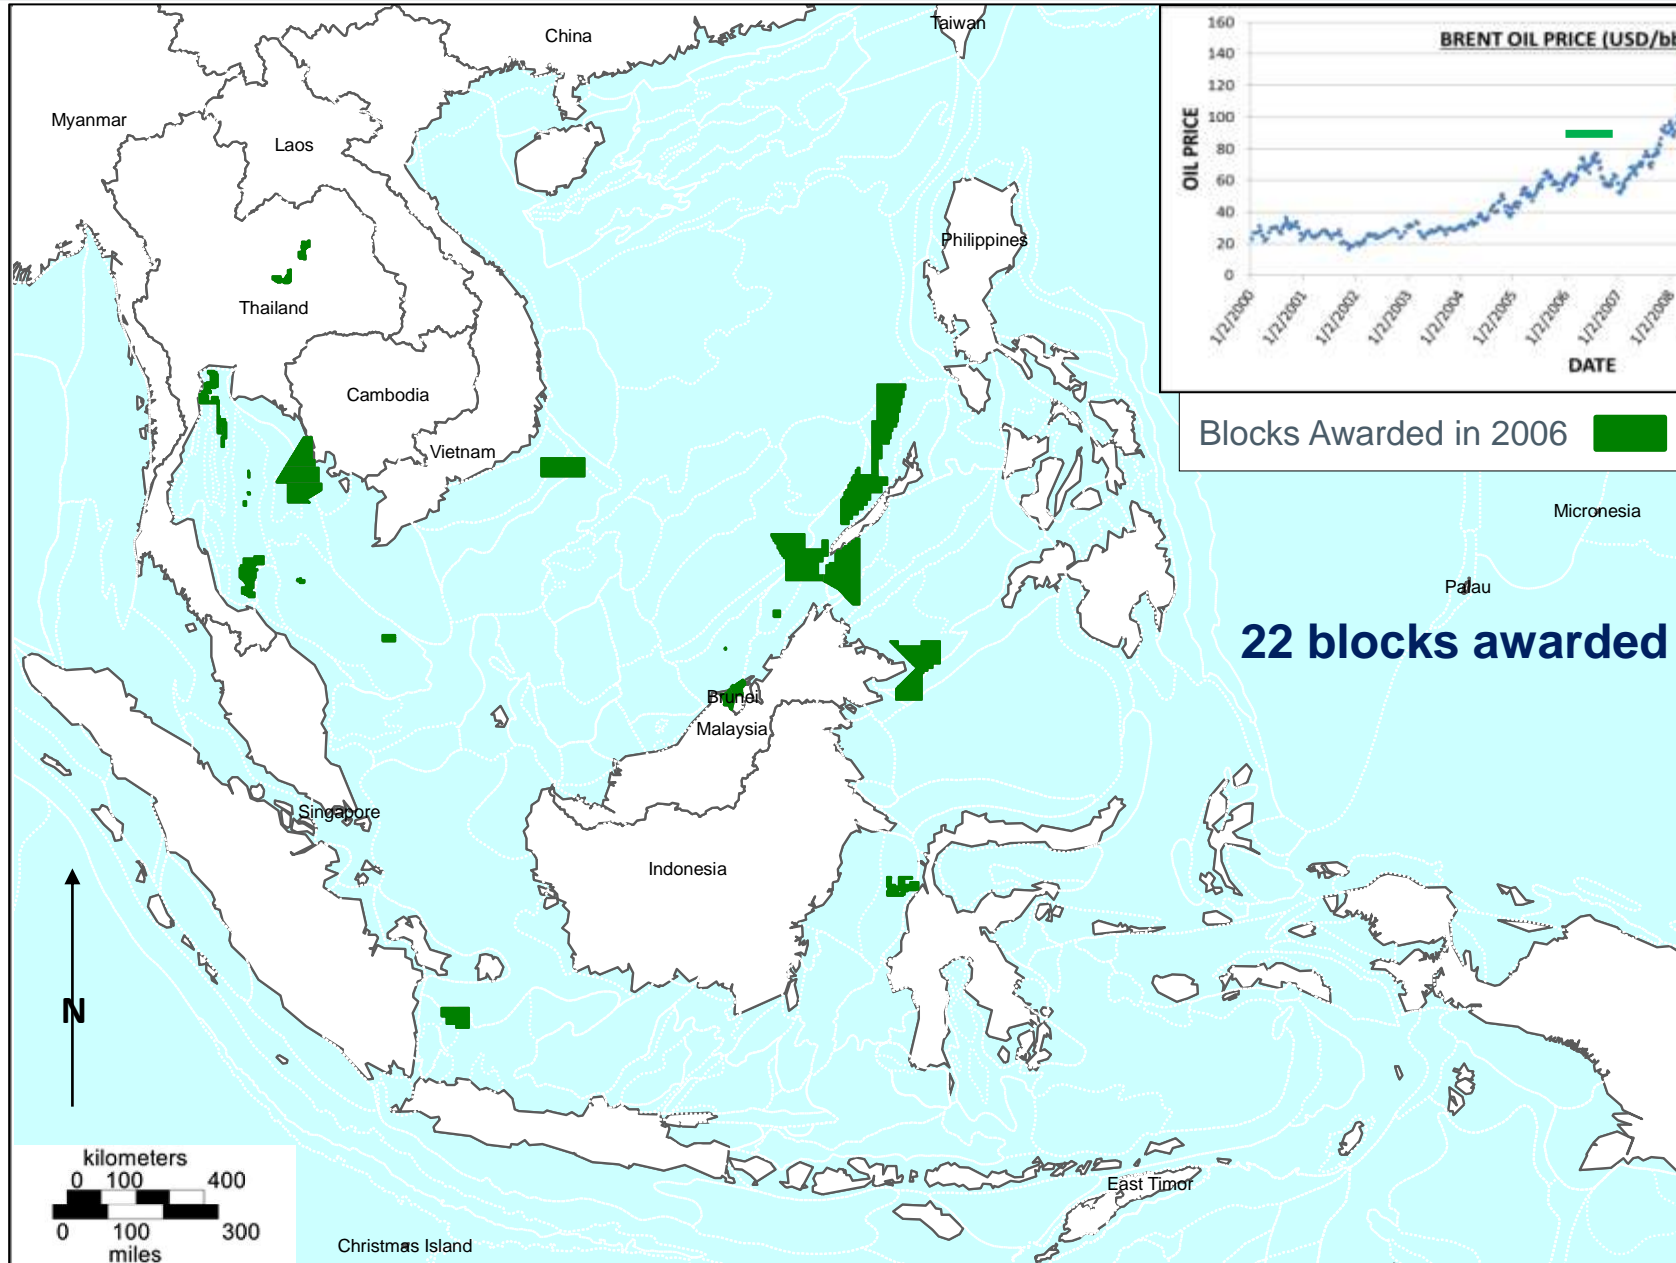 China
Taiwan
Myanmar
Laos
Thailand
Cambodia
Vietnam
Philippines
BRENT OIL PRICE (USD/bb
OIL PRICE
160
140
120
100
80
60
40
20
0
1/2/2000
1/2/2001
1/2/2002
1/2/2003
1/2/2004
1/2/2005
1/2/2006
1/2/2007
1/2/2008
DATE
Blocks Awarded in 2006
Micronesia
Palau
22 blocks awarded
Brunei
Malaysia
Singapore
Indonesia
N
East Timor
Christmas Island
kilometers
0 100 400
0 100 300
miles